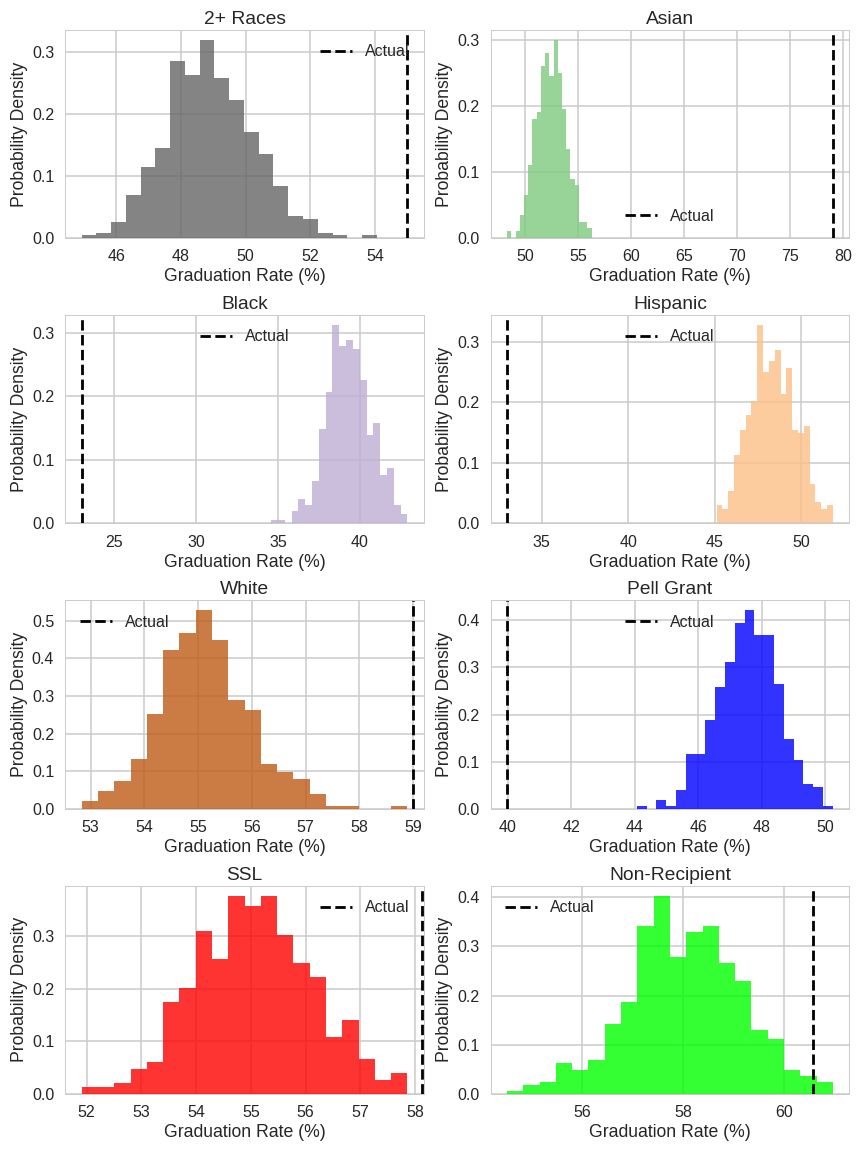 2+ Races
Probability Density
0.3
0.2
0.1
0.0
Actual
46 48 50 52 54
Graduation Rate (%)
Asian
Probability Density
0.3
0.2
0.1
0.0
Actual
50 55 60 65 70 75 80
Graduation Rate (%)
Black
Probability Density
0.3
0.2
0.1
0.0
Actual
25 30 35 40
Graduation Rate (%)
Hispanic
Probability Density
0.3
0.2
0.1
0.0
Actual
35 40 45 50
Graduation Rate (%)
White
Probability Density
0.5
0.4
0.3
0.2
0.1
0.0
Actual
53 54 55 56 57 58 59
Graduation Rate (%)
Pell Grant
Probability Density
0.4
0.3
0.2
0.1
0.0
Actual
40 42 44 46 48 50
Graduation Rate (%)
SSL
Probability Density
0.3
0.2
0.1
0.0
Actual
52 53 54 55 56 57 58
Graduation Rate (%)
Non-Recipient
Probability Density
0.4
0.3
0.2
0.1
0.0
Actual
56 58 60
Graduation Rate (%)